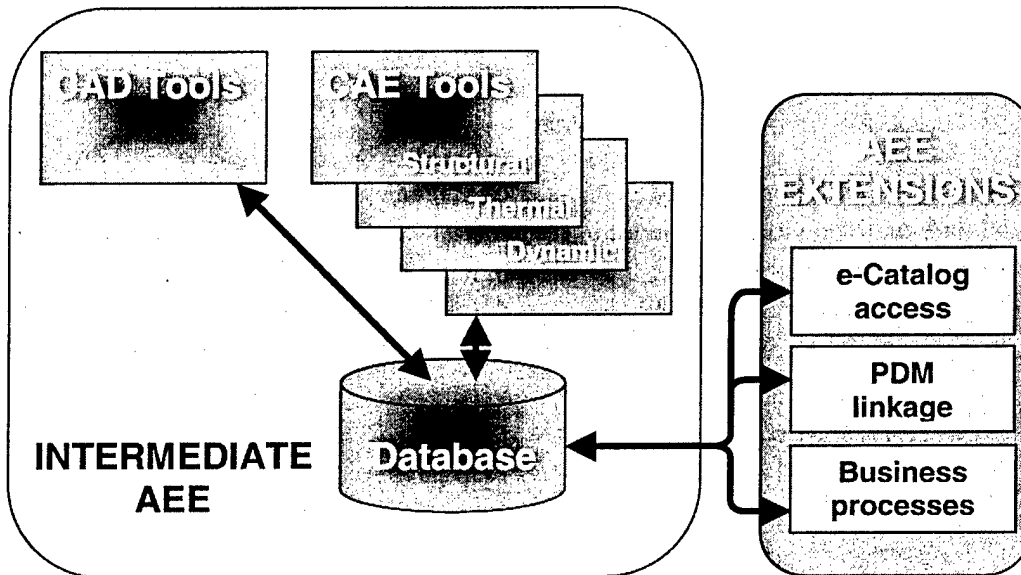 CAD Tools
CAE Tools
Structural
Thermal
Dynamic
Database
INTERMEDIATE
AEE
AEE
EXTENSIONS
e-Catalog
access
PDM
linkage
Business
processes